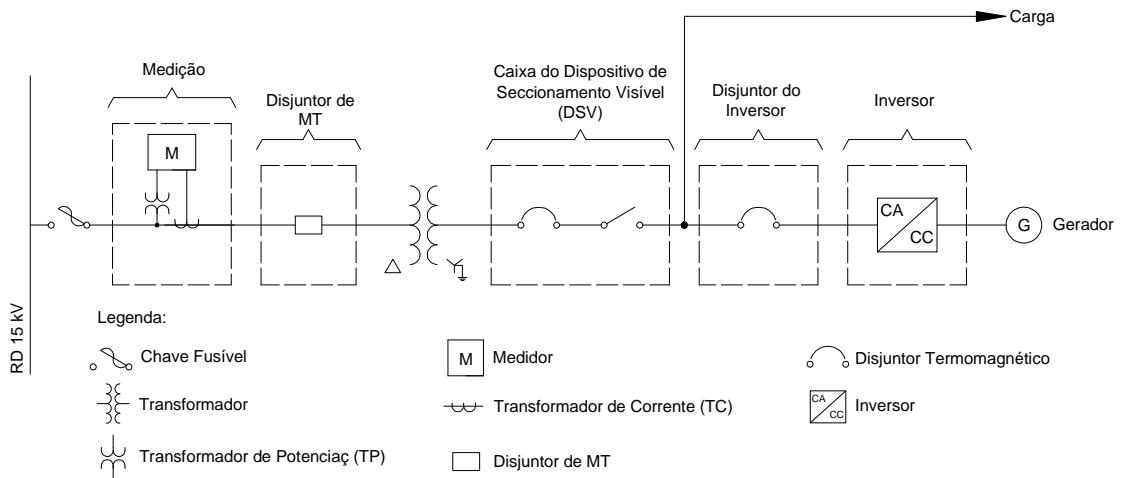 Carga
Medição
Disjuntor de
MT
Caixa do Dispositivo de
Seccionamento Visível
(DSV)
Disjuntor do
Inversor
Inversor
M
CA
CC
G
Gerador
RD 15 kV
Legenda:
Chave Fusível
M
Medidor
Disjuntor Termomagnético
Transformador
Transformador de Corrente (TC)
CA
CC
Inversor
Transformador de Potenciaç (TP)
Disjuntor de MT